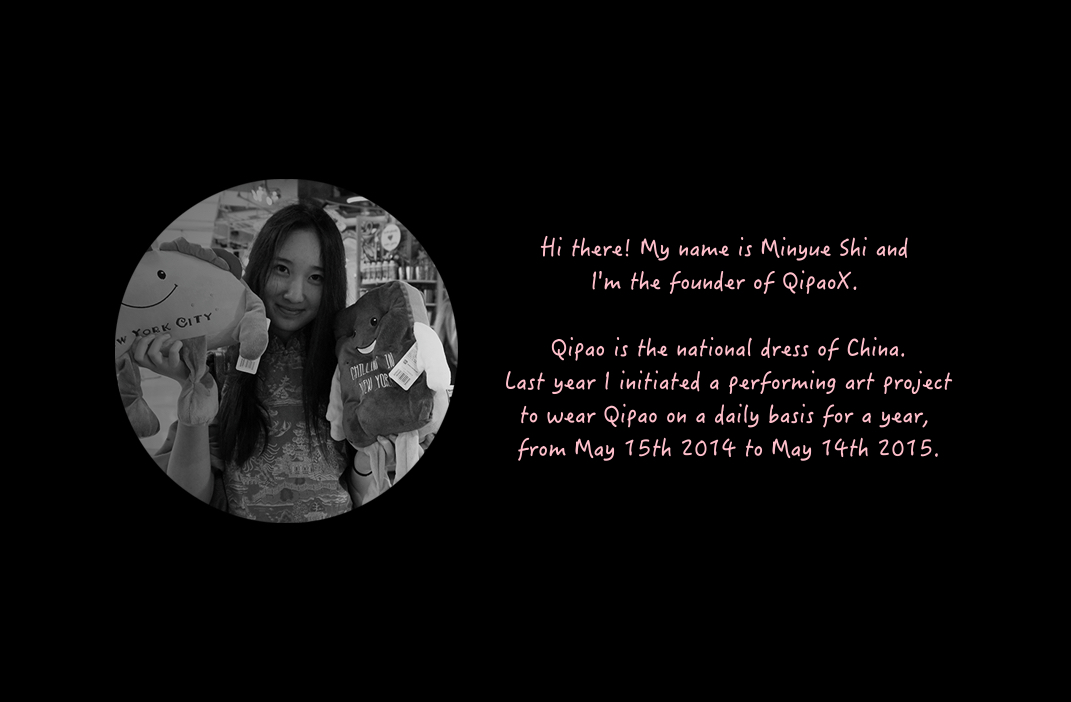 W YORK CITY
CHILLIN' IN
NEW YOR
Hi there! My name is Minyue Shi and
I'm the founder of QipaoX.
Qipao is the national dress of China.
Last year I initiated a performing art project
to wear Qipao on a daily basis for a year,
from May 15th 2014 to May 14th 2015.